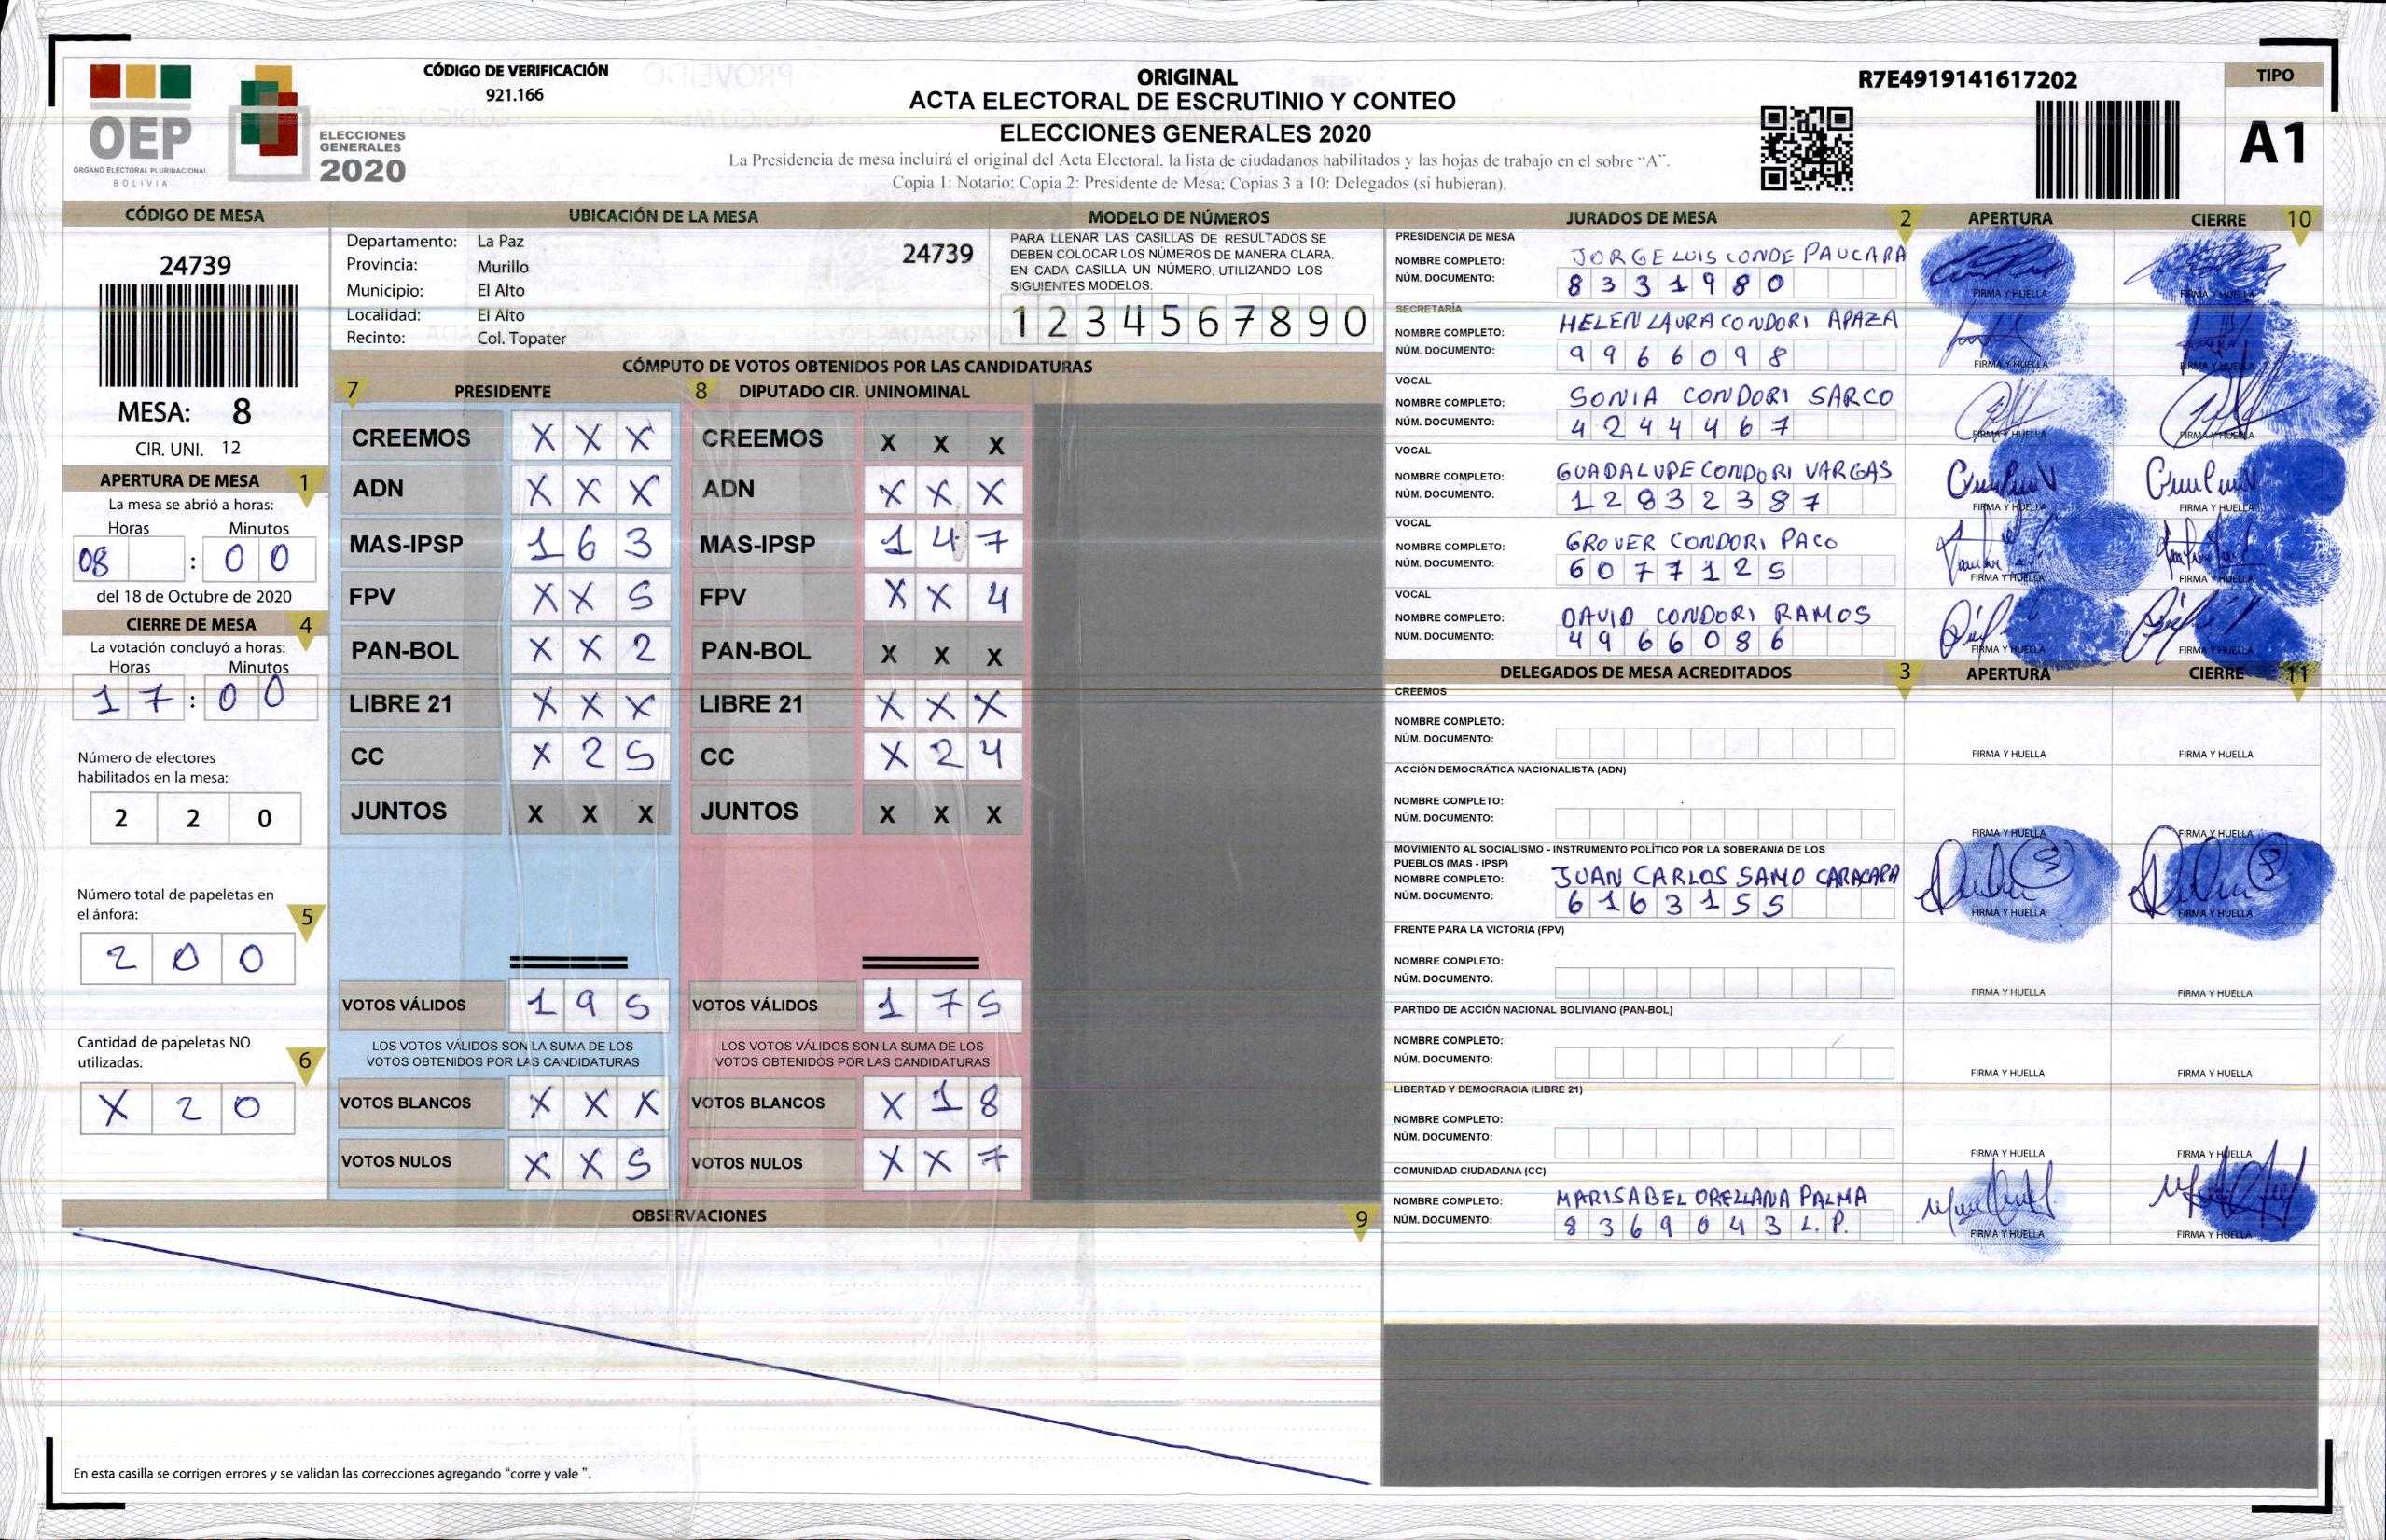 CÓDIGO DE VERIFICACIÓN
921.166
ORIGINAL
ACTA ELECTORAL DE ESCRUTINIO Y CONTEO
ELECCIONES GENERALES 2020
La Presidencia de mesa incluirá el original del Acta Electoral, la lista de ciudadanos habilitados y las hojas de trabajo en el sobre "A".
Copia 1: Notario; Copia 2: Presidente de Mesa; Copias 3 a 10: Delegados (si hubieran).
R7E4919141617202
TIPO
A1
OEP
ÓRGANO ELECTORAL PLURINACIONAL
BOLIVIA
ELECCIONES
GENERALES
2020
CÓDIGO DE MESA
24739
MESA: 8
CIR. UNI. 12
APERTURA DE MESA 1
La mesa se abrió a horas:
Horas Minutos
08 : 0 0
del 18 de Octubre de 2020
CIERRE DE MESA 4
La votación concluyó a horas:
Horas Minutos
1 7 : 0 0
Número de electores
habilitados en la mesa:
2 2 0
Número total de papeletas en
el ánfora: 5
2 0 0
Cantidad de papeletas NO
utilizadas: 6
X 2 0
UBICACIÓN DE LA MESA
Departamento: La Paz 24739
Provincia: Murillo
Municipio: El Alto
Localidad: El Alto
Recinto: Col. Topater
MODELO DE NÚMEROS
PARA LLENAR LAS CASILLAS DE RESULTADOS SE
DEBEN COLOCAR LOS NÚMEROS DE MANERA CLARA.
EN CADA CASILLA UN NÚMERO, UTILIZANDO LOS
SIGUIENTES MODELOS:
1 2 3 4 5 6 7 8 9 0
CÓMPUTO DE VOTOS OBTENIDOS POR LAS CANDIDATURAS
7 PRESIDENTE 8 DIPUTADO CIR. UNINOMINAL
CREEMOS X X X CREEMOS X X X
ADN X X X ADN X X X
MAS-IPSP 1 6 3 MAS-IPSP 1 4 7
FPV X X 5 FPV X X 4
PAN-BOL X X 2 PAN-BOL X X X
LIBRE 21 X X X LIBRE 21 X X X
CC X 2 5 CC X 2 4
JUNTOS X X X JUNTOS X X X
VOTOS VÁLIDOS 1 9 5 VOTOS VÁLIDOS 1 7 5
LOS VOTOS VÁLIDOS SON LA SUMA DE LOS LOS VOTOS VÁLIDOS SON LA SUMA DE LOS
VOTOS OBTENIDOS POR LAS CANDIDATURAS VOTOS OBTENIDOS POR LAS CANDIDATURAS
VOTOS BLANCOS X X X VOTOS BLANCOS X 1 8
VOTOS NULOS X X 5 VOTOS NULOS X X 7
OBSERVACIONES 9
En esta casilla se corrigen errores y se validan las correcciones agregando "corre y vale ".
JURADOS DE MESA 2 APERTURA CIERRE 10
PRESIDENCIA DE MESA
NOMBRE COMPLETO: JORGE LUIS CONDE PAUCARA
NÚM. DOCUMENTO: 8 3 3 1 9 8 0 FIRMA Y HUELLA FIRMA Y HUELLA
SECRETARÍA
NOMBRE COMPLETO: HELEN LAURA CONDORI APAZA
NÚM. DOCUMENTO: 9 9 6 6 0 9 8 FIRMA Y HUELLA FIRMA Y HUELLA
VOCAL
NOMBRE COMPLETO: SONIA CONDORI SARCO
NÚM. DOCUMENTO: 4 2 4 4 4 6 7 FIRMA Y HUELLA FIRMA Y HUELLA
VOCAL
NOMBRE COMPLETO: GUADALUPE CONDORI VARGAS
NÚM. DOCUMENTO: 1 2 8 3 2 3 8 7 FIRMA Y HUELLA FIRMA Y HUELLA
VOCAL
NOMBRE COMPLETO: GROVER CONDORI PACO
NÚM. DOCUMENTO: 6 0 7 7 1 2 5 FIRMA Y HUELLA FIRMA Y HUELLA
VOCAL
NOMBRE COMPLETO: DAVID CONDORI RAMOS
NÚM. DOCUMENTO: 4 9 6 6 0 8 6 FIRMA Y HUELLA FIRMA Y HUELLA
DELEGADOS DE MESA ACREDITADOS 3 APERTURA CIERRE 11
CREEMOS
NOMBRE COMPLETO:
NÚM. DOCUMENTO: FIRMA Y HUELLA FIRMA Y HUELLA
ACCIÓN DEMOCRÁTICA NACIONALISTA (ADN)
NOMBRE COMPLETO:
NÚM. DOCUMENTO: FIRMA Y HUELLA FIRMA Y HUELLA
MOVIMIENTO AL SOCIALISMO - INSTRUMENTO POLÍTICO POR LA SOBERANIA DE LOS
PUEBLOS (MAS - IPSP)
NOMBRE COMPLETO: JUAN CARLOS SAMO CARACARA
NÚM. DOCUMENTO: 6 1 6 3 1 5 5 FIRMA Y HUELLA FIRMA Y HUELLA
FRENTE PARA LA VICTORIA (FPV)
NOMBRE COMPLETO:
NÚM. DOCUMENTO: FIRMA Y HUELLA FIRMA Y HUELLA
PARTIDO DE ACCIÓN NACIONAL BOLIVIANO (PAN-BOL)
NOMBRE COMPLETO:
NÚM. DOCUMENTO: FIRMA Y HUELLA FIRMA Y HUELLA
LIBERTAD Y DEMOCRACIA (LIBRE 21)
NOMBRE COMPLETO:
NÚM. DOCUMENTO: FIRMA Y HUELLA FIRMA Y HUELLA
COMUNIDAD CIUDADANA (CC)
NOMBRE COMPLETO: MARISABEL ORELLANA PALMA
NÚM. DOCUMENTO: 8 3 6 9 0 4 3 L.P. FIRMA Y HUELLA FIRMA Y HUELLA